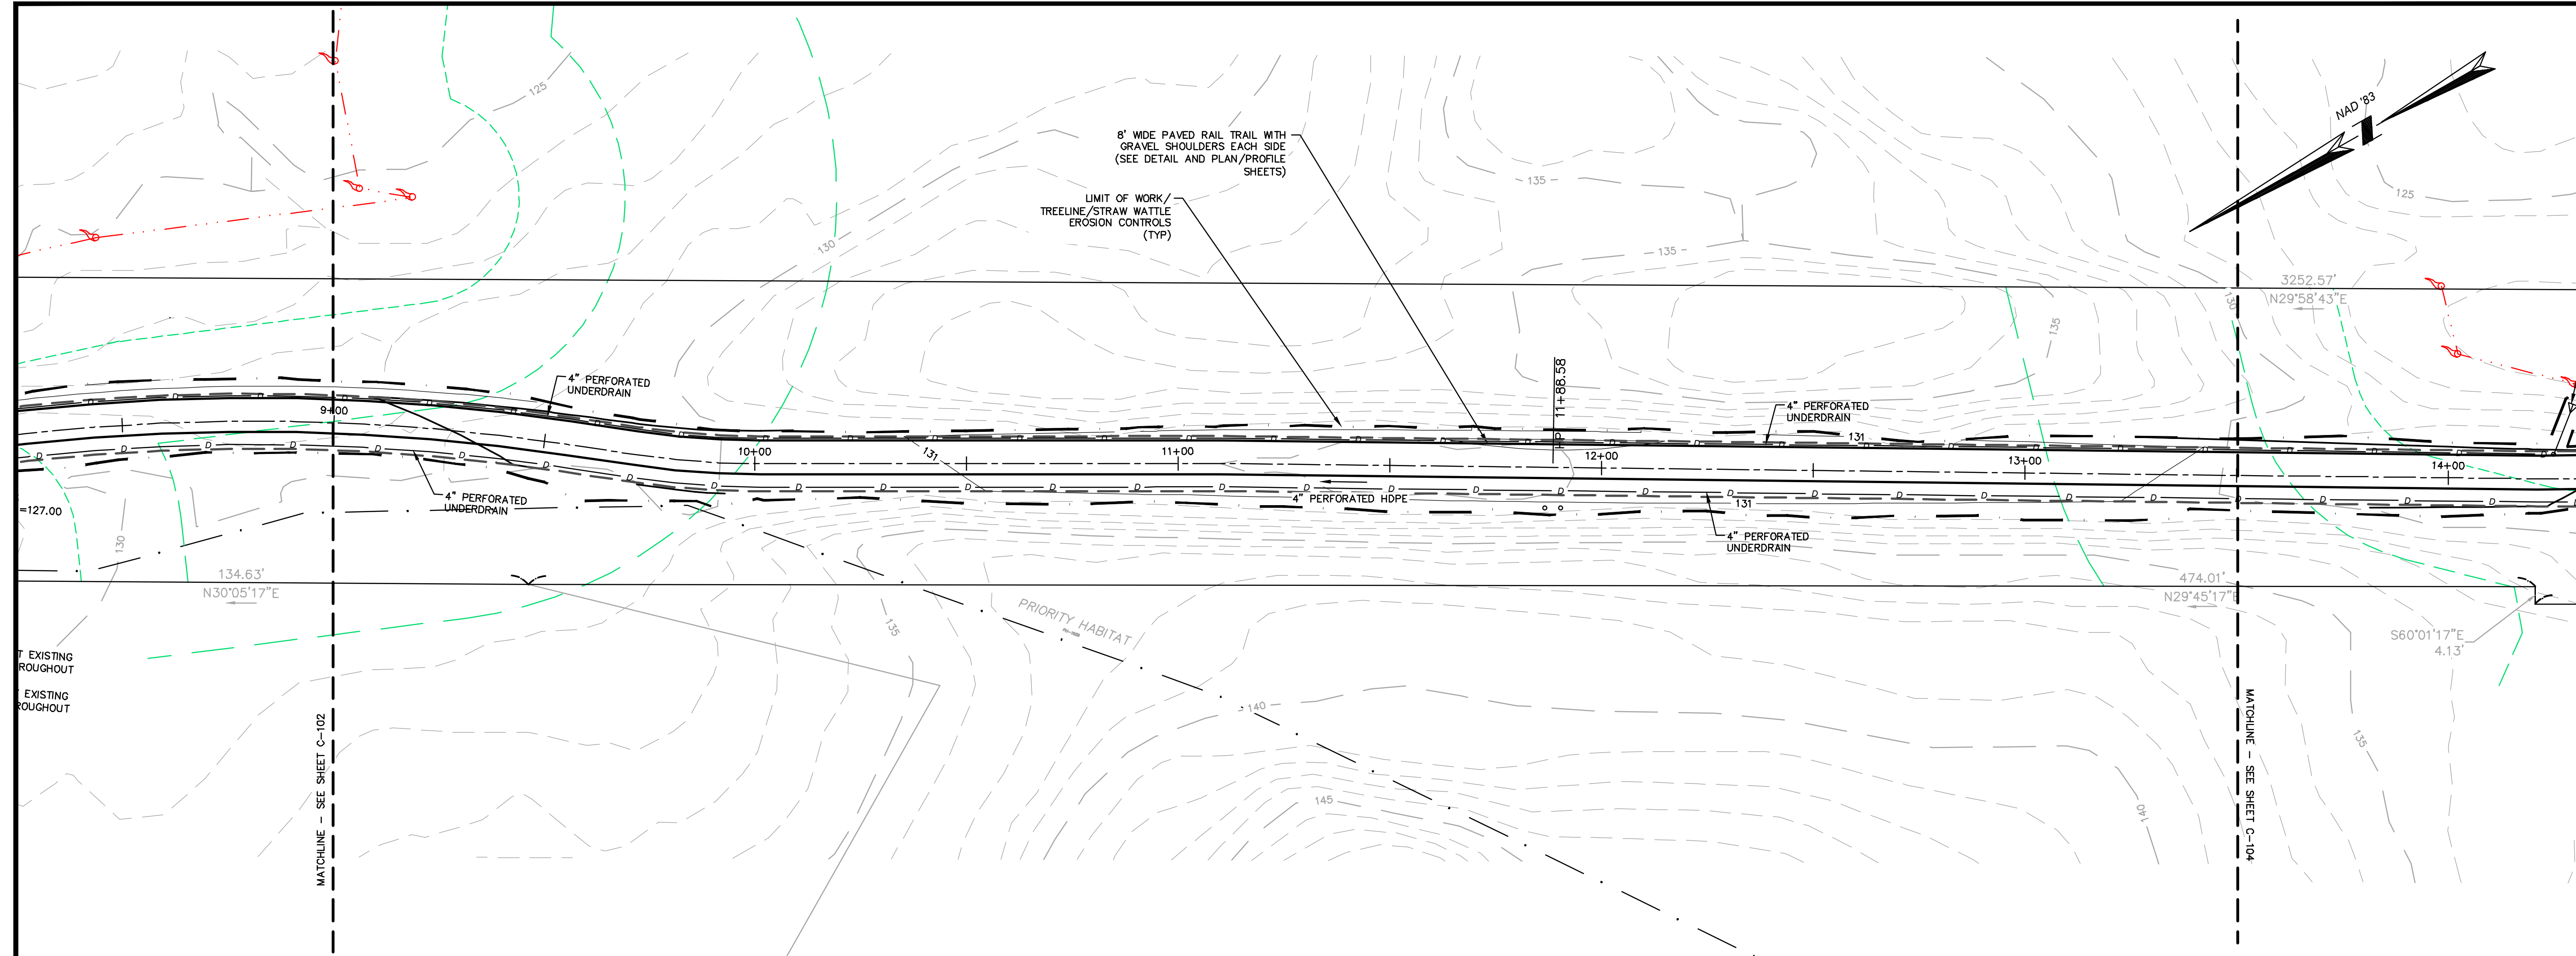 125
NAD '83
8' WIDE PAVED RAIL TRAIL WITH
GRAVEL SHOULDERS EACH SIDE
(SEE DETAIL AND PLAN/PROFILE
SHEETS)
135
125
LIMIT OF WORK/
TREELINE/STRAW WATTLE
EROSION CONTROLS
(TYP)
130
135
3252.57'
N29°58'43"E
130
135
4" PERFORATED
UNDERDRAIN
HP 11+88.58
4" PERFORATED
UNDERDRAIN
9+00
10+00
131
11+00
12+00
131
13+00
14+00
4" PERFORATED
UNDERDRAIN
4" PERFORATED HDPE
131
4" PERFORATED
UNDERDRAIN
=127.00
130
134.63'
N30°05'17"E
474.01'
N29°45'17"E
PRIORITY HABITAT
135
S60°01'17"E
4.13'
T EXISTING
ROUGHOUT
EXISTING
ROUGHOUT
140
135
145
140
MATCHLINE - SEE SHEET C-102
MATCHLINE - SEE SHEET C-104
D D D D D D D D D D D D D D D D D D D D D D D D D D D D D D
D D D D D D D D D D D D D D D D D D D D D D D D D D D D D D